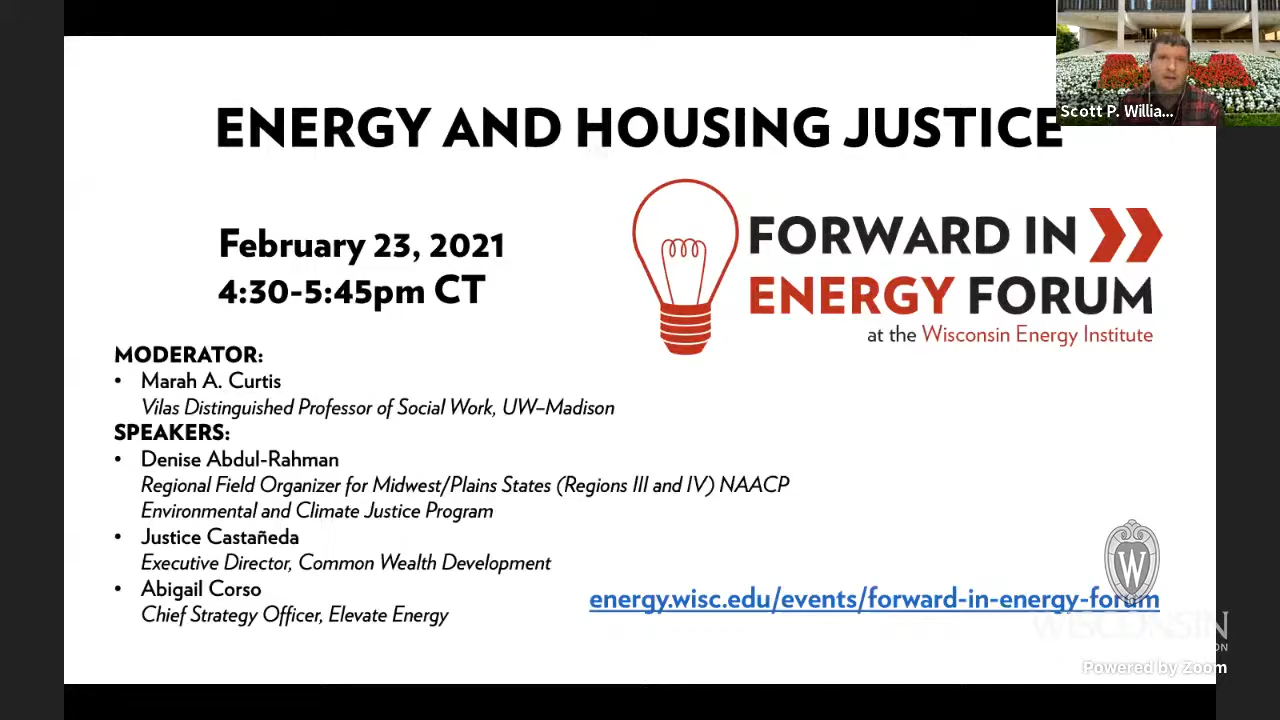 Scott P. Willia...
ENERGY AND HOUSING JUSTICE
February 23, 2021
4:30-5:45pm CT
FORWARD IN
ENERGY FORUM
at the Wisconsin Energy Institute
MODERATOR:
• Marah A. Curtis
Vilas Distinguished Professor of Social Work, UW–Madison
SPEAKERS:
• Denise Abdul-Rahman
Regional Field Organizer for Midwest/Plains States (Regions III and IV) NAACP
Environmental and Climate Justice Program
• Justice Castañeda
Executive Director, Common Wealth Development
• Abigail Corso
Chief Strategy Officer, Elevate Energy
energy.wisc.edu/events/forward-in-energy-forum
W
WISCONSIN
ON
Powered by Zoom